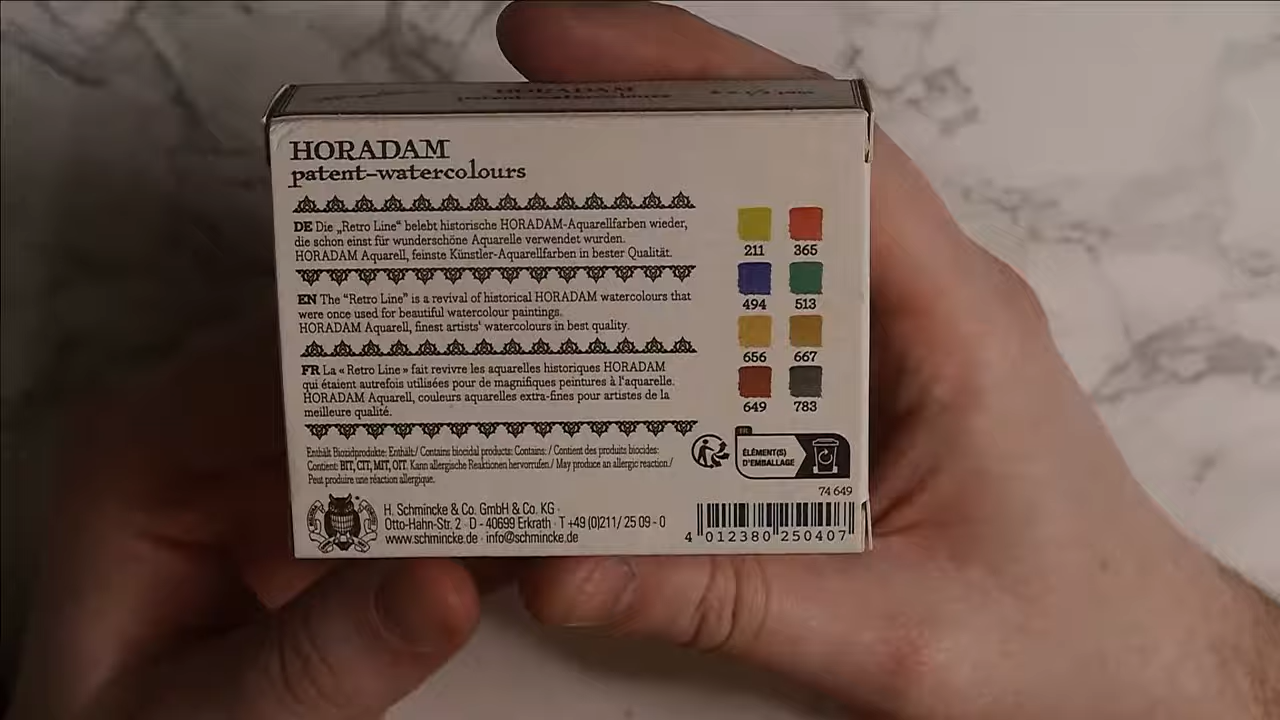 HORADAM
HORADAM
patent-watercolours
DE Die „Retro Line“ belebt historische HORADAM-Aquarellfarben wieder,
die schon einst für wunderschöne Aquarelle verwendet wurden.
HORADAM Aquarell, feinste Künstler-Aquarellfarben in bester Qualität.
EN The “Retro Line” is a revival of historical HORADAM watercolours that
were once used for beautiful watercolour paintings.
HORADAM Aquarell, finest artists‘ watercolours in best quality.
FR La « Retro Line » fait revivre les aquarelles historiques HORADAM
qui étaient autrefois utilisées pour de magnifiques peintures à l'aquarelle.
HORADAM Aquarell, couleurs aquarelles extra-fines pour artistes de la
meilleure qualité.
Enthält Biozidprodukte: Enthält:/ Contains biocidal products: Contains: / Contient des produits biocides:
Contient: BIT, CIT, MIT, OIT. Kann allergische Reaktionen hervorrufen./ May produce an allergic reaction./
Peut produire une réaction allergique.
H. Schmincke & Co. GmbH & Co. KG ·
Otto-Hahn-Str. 2 · D - 40699 Erkrath · T +49 (0)211/ 25 09 - 0
www.schmincke.de · info@schmincke.de
211 365
494 513
656 667
649 783
FR
ÉLÉMENT(S)
D'EMBALLAGE
74 649
4 012380 250407